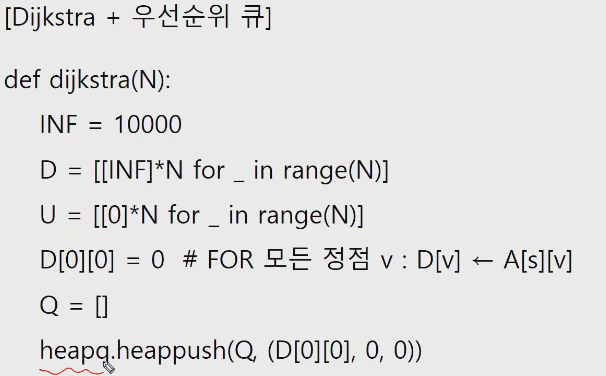 [Dijkstra + 우선순위 큐]
def dijkstra(N):
INF = 10000
D = [[INF]*N for _ in range(N)]
U = [[0]*N for _ in range(N)]
D[0][0] = 0 # FOR 모든 정점 v : D[v] ← A[s][v]
Q = []
heapq.heappush(Q, (D[0][0], 0, 0))